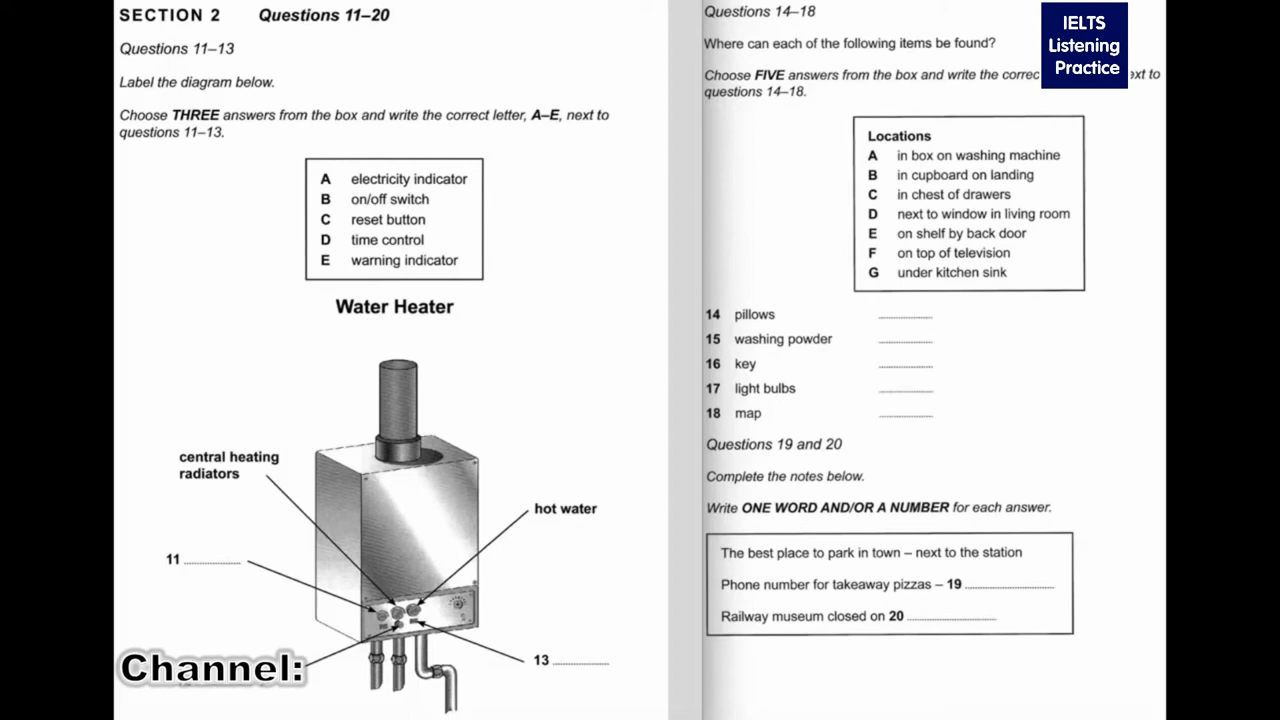 SECTION 2 Questions 11–20
Questions 11–13
Label the diagram below.
Choose THREE answers from the box and write the correct letter, A–E, next to
questions 11–13.
A electricity indicator
B on/off switch
C reset button
D time control
E warning indicator
Water Heater
central heating
radiators
hot water
11
13
Channel:
Questions 14–18
Where can each of the following items be found?
Choose FIVE answers from the box and write the correc
questions 14–18.
Locations
A in box on washing machine
B in cupboard on landing
C in chest of drawers
D next to window in living room
E on shelf by back door
F on top of television
G under kitchen sink
14 pillows
15 washing powder
16 key
17 light bulbs
18 map
Questions 19 and 20
Complete the notes below.
Write ONE WORD AND/OR A NUMBER for each answer.
The best place to park in town – next to the station
Phone number for takeaway pizzas – 19
Railway museum closed on 20
IELTS
Listening
Practice